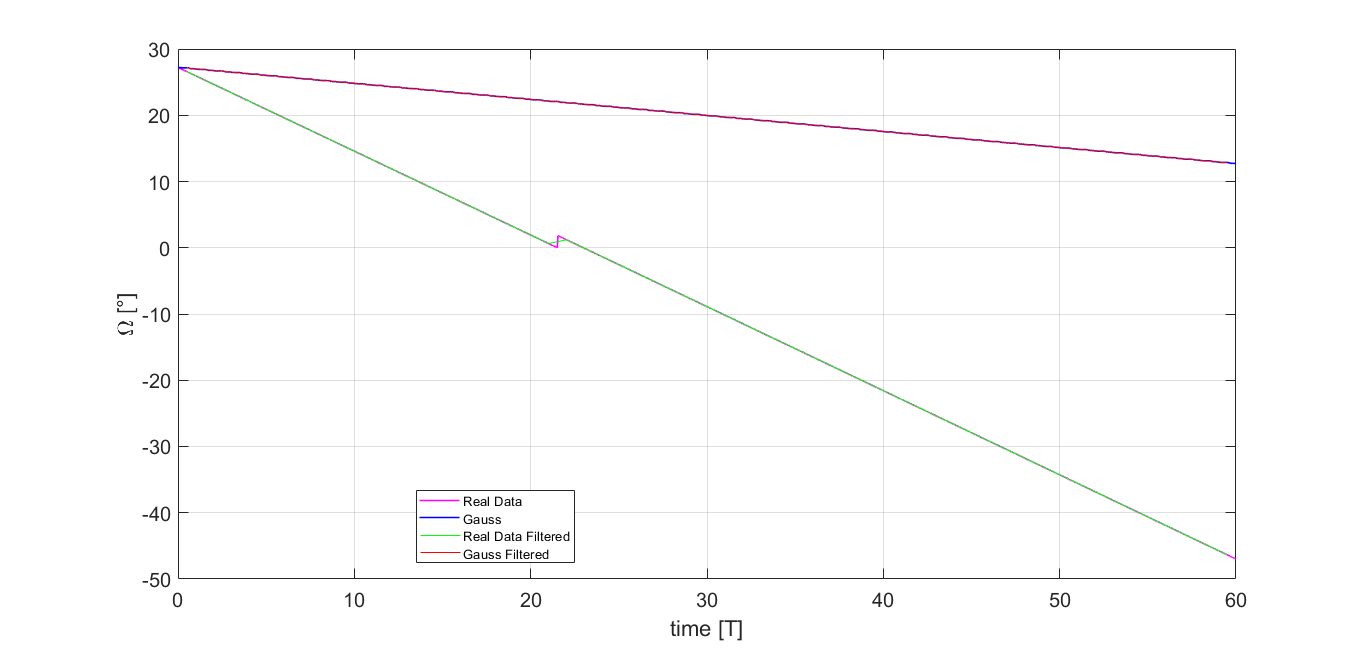 30
20
10
0
-10
-20
-30
-40
-50
Ω [°]
Real Data
Gauss
Real Data Filtered
Gauss Filtered
0 10 20 30 40 50 60
time [T]